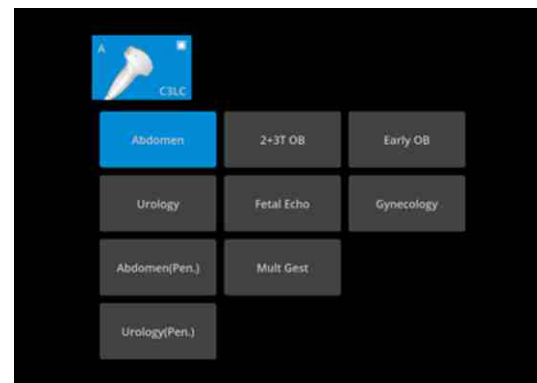 A
C3LC
Abdomen 2+3T OB Early OB
Urology Fetal Echo Gynecology
Abdomen(Pen.) Mult Gest
Urology(Pen.)